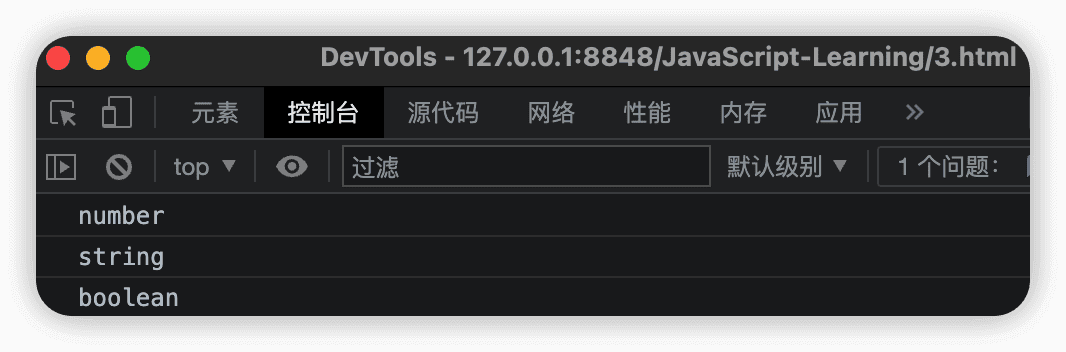 DevTools - 127.0.0.1:8848/JavaScript-Learning/3.html
元素 控制台 源代码 网络 性能 内存 应用 »
top ▼ 过滤 默认级别 ▼ 1 个问题：
number
string
boolean